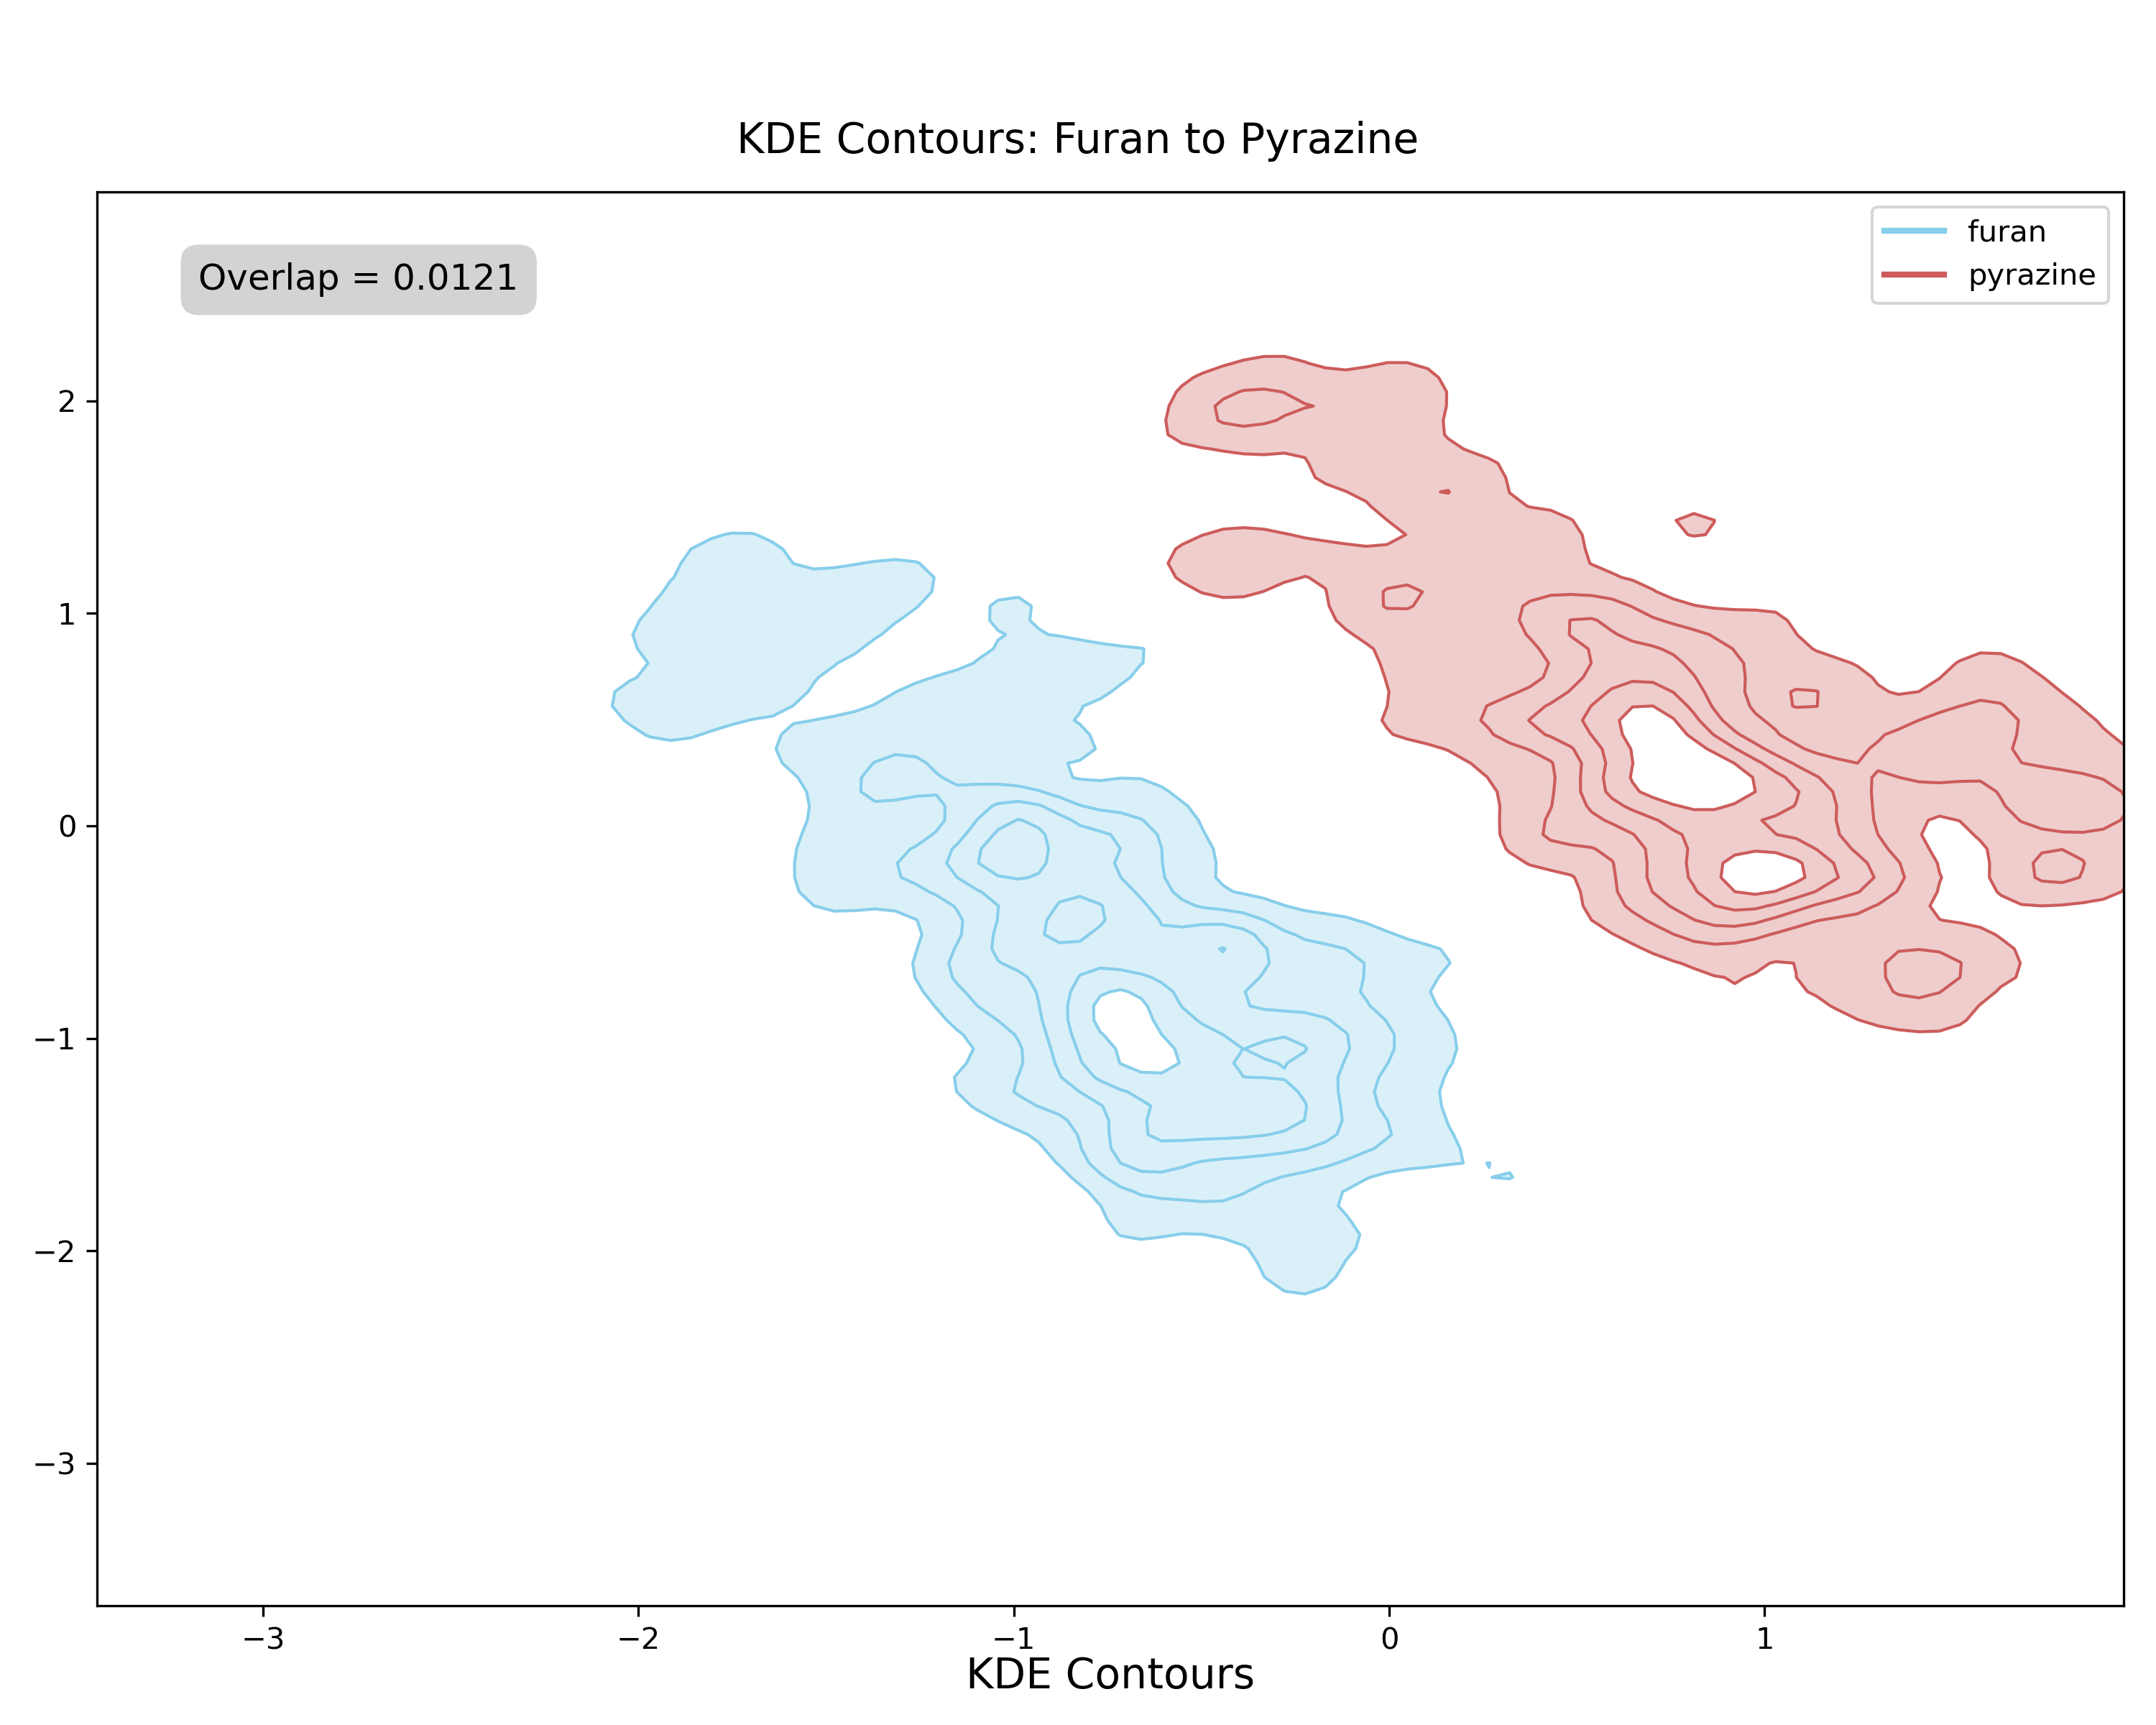 KDE Contours: Furan to Pyrazine
Overlap = 0.0121
furan
pyrazine
2
1
0
−1
−2
−3
−3
−2
−1
0
1
KDE Contours